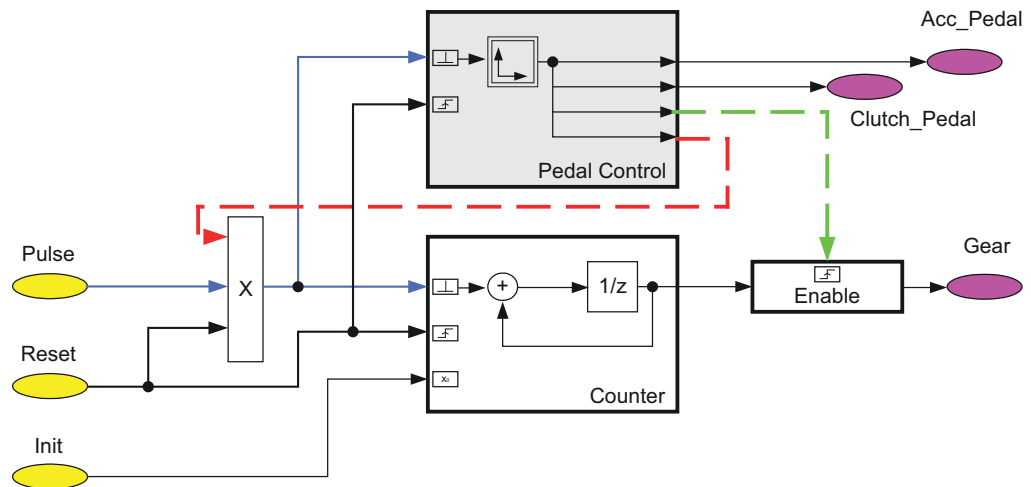 Acc_Pedal
Clutch_Pedal
Pedal Control
Pulse
X
+
1/z
Gear
Enable
Reset
Counter
Init